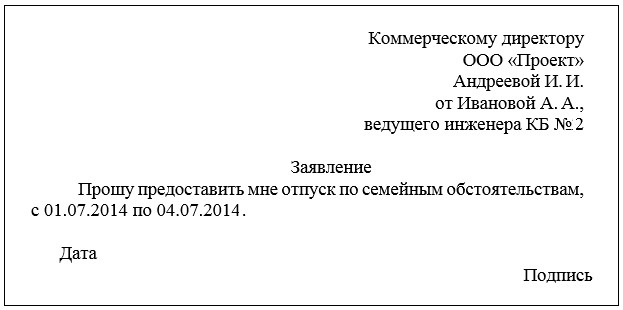 Коммерческому директору
ООО «Проект»
Андреевой И. И.
от Ивановой А. А.,
ведущего инженера КБ № 2
Заявление
Прошу предоставить мне отпуск по семейным обстоятельствам,
с 01.07.2014 по 04.07.2014.
Дата
Подпись